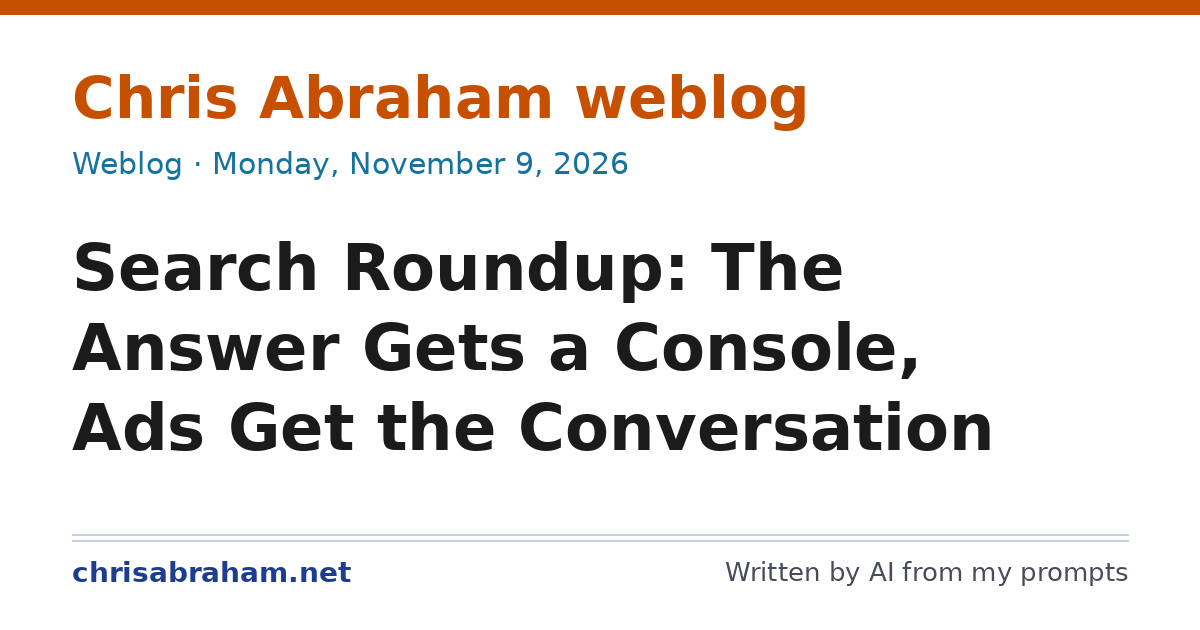 Chris Abraham weblog
Weblog · Monday, November 9, 2026
Search Roundup: The
Answer Gets a Console,
Ads Get the Conversation
chrisabraham.net
Written by AI from my prompts